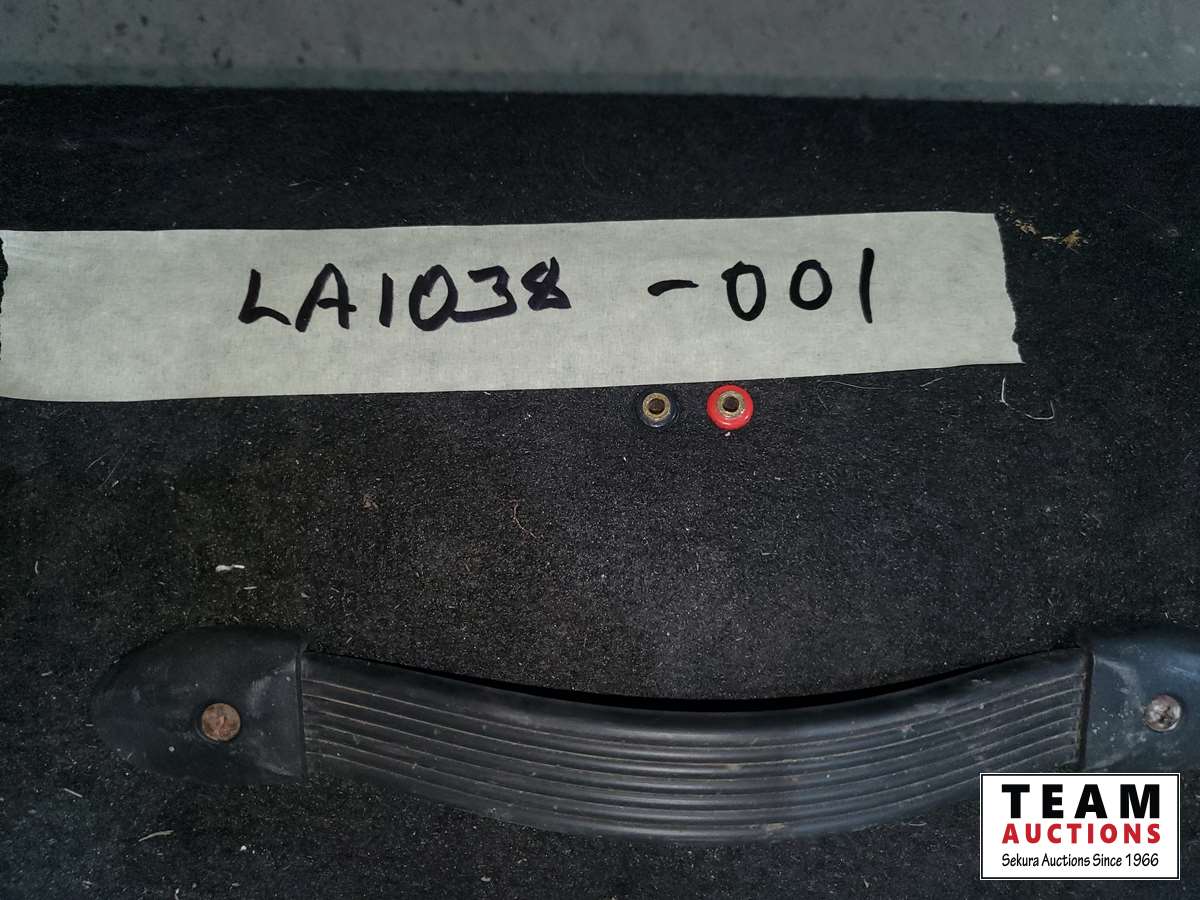 LA1038 -001
TEAM
AUCTIONS
Sekura Auctions Since 1966